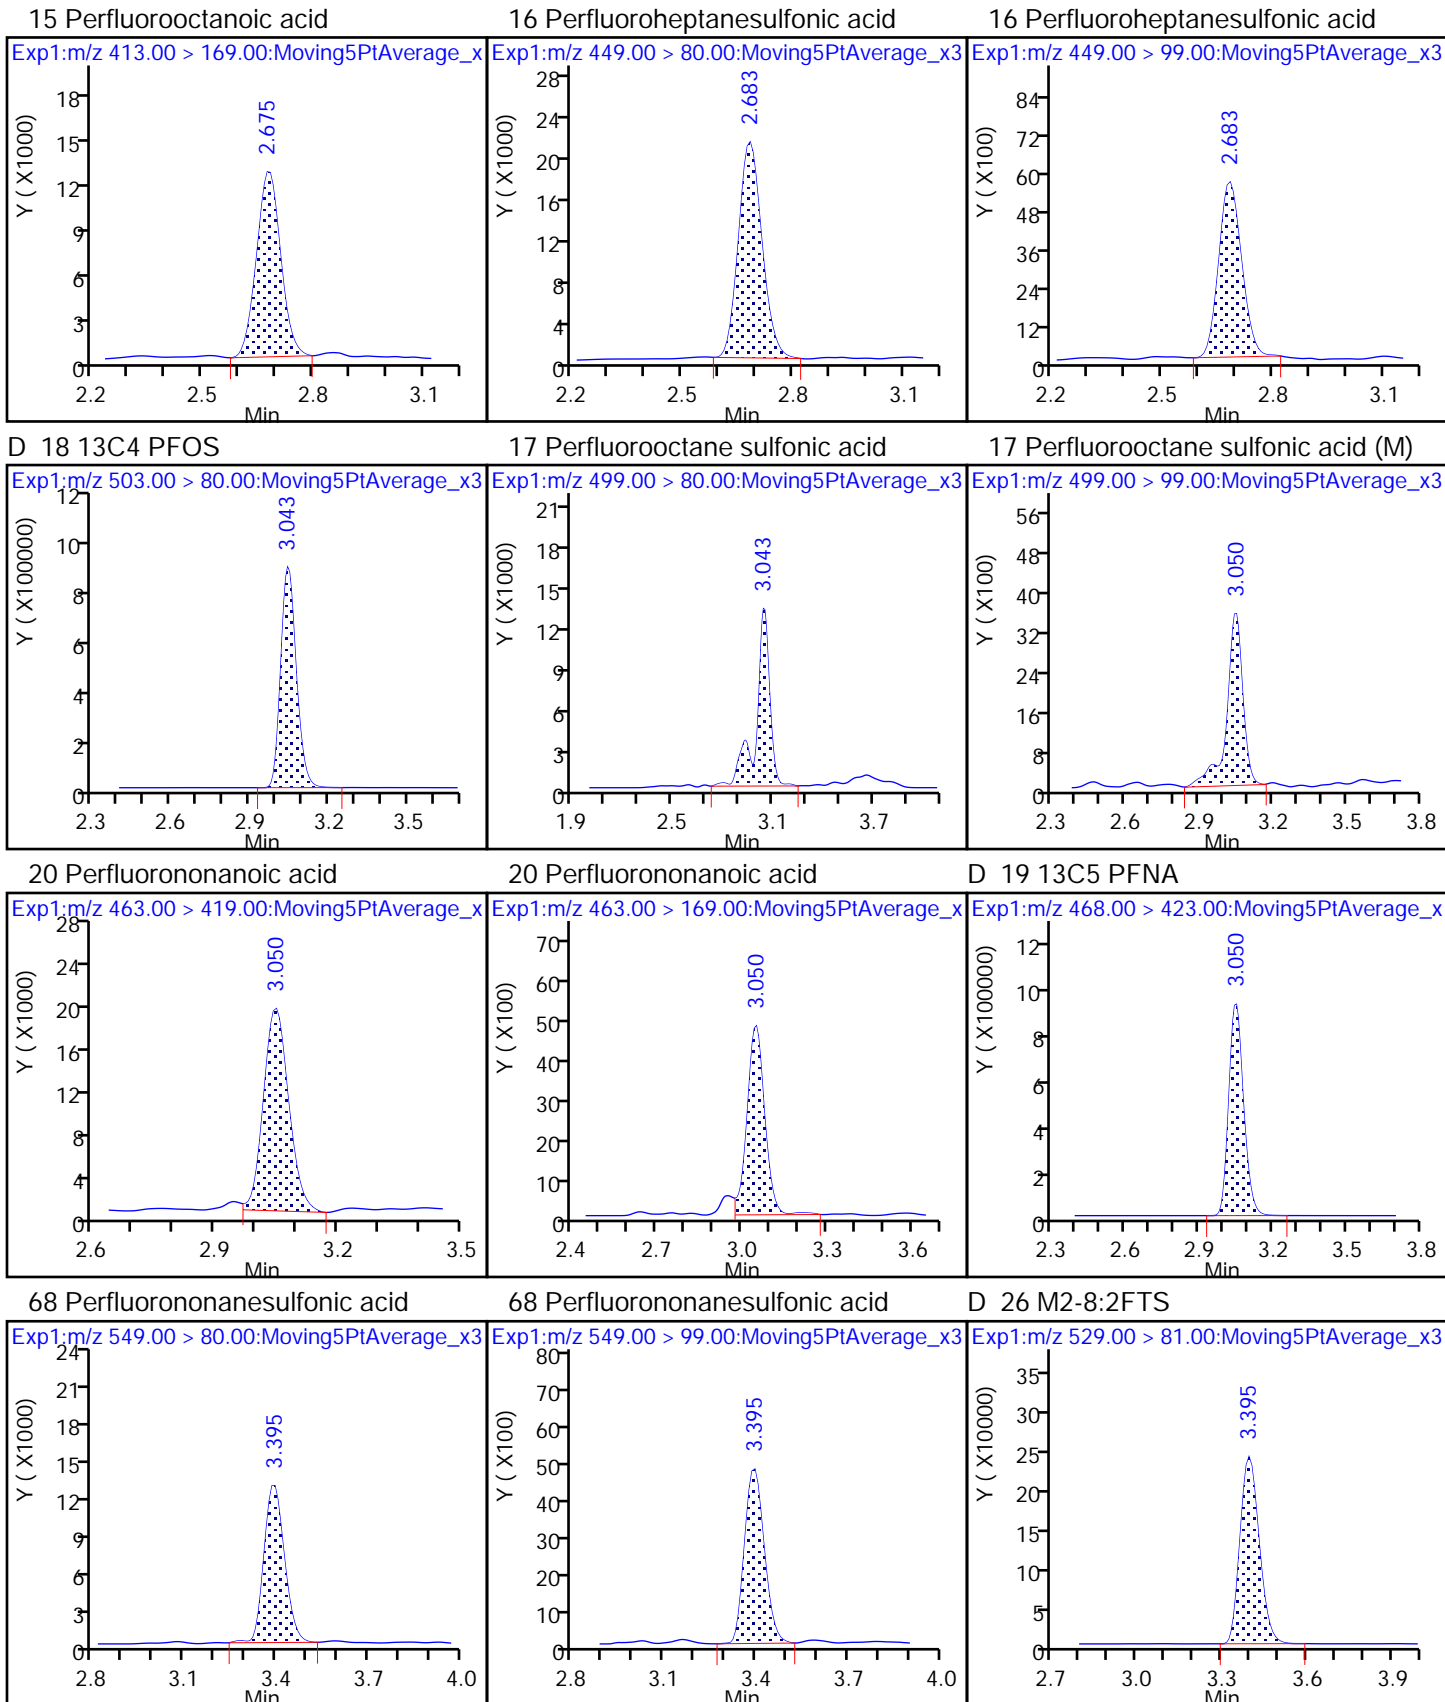 15 Perfluorooctanoic acid
Exp1:m/z 413.00 > 169.00:Moving5PtAverage_x
Y ( X1000)
18
15
12
9
6
3
0
2.675
2.2 2.5 2.8 3.1
Min
16 Perfluoroheptanesulfonic acid
Exp1:m/z 449.00 > 80.00:Moving5PtAverage_x3
Y ( X1000)
28
24
20
16
12
8
4
0
2.683
2.2 2.5 2.8 3.1
Min
16 Perfluoroheptanesulfonic acid
Exp1:m/z 449.00 > 99.00:Moving5PtAverage_x3
Y ( X100)
84
72
60
48
36
24
12
0
2.683
2.2 2.5 2.8 3.1
Min
D 18 13C4 PFOS
Exp1:m/z 503.00 > 80.00:Moving5PtAverage_x3
Y ( X100000)
12
10
8
6
4
2
0
3.043
2.3 2.6 2.9 3.2 3.5
Min
17 Perfluorooctane sulfonic acid
Exp1:m/z 499.00 > 80.00:Moving5PtAverage_x3
Y ( X1000)
21
18
15
12
9
6
3
0
3.043
1.9 2.5 3.1 3.7
Min
17 Perfluorooctane sulfonic acid (M)
Exp1:m/z 499.00 > 99.00:Moving5PtAverage_x3
Y ( X100)
56
48
40
32
24
16
8
0
3.050
2.3 2.6 2.9 3.2 3.5 3.8
Min
20 Perfluorononanoic acid
Exp1:m/z 463.00 > 419.00:Moving5PtAverage_x
Y ( X1000)
28
24
20
16
12
8
4
0
3.050
2.6 2.9 3.2 3.5
Min
20 Perfluorononanoic acid
Exp1:m/z 463.00 > 169.00:Moving5PtAverage_x
Y ( X100)
70
60
50
40
30
20
10
0
3.050
2.4 2.7 3.0 3.3 3.6
Min
D 19 13C5 PFNA
Exp1:m/z 468.00 > 423.00:Moving5PtAverage_x
Y ( X100000)
12
10
8
6
4
2
0
3.050
2.3 2.6 2.9 3.2 3.5 3.8
Min
68 Perfluorononanesulfonic acid
Exp1:m/z 549.00 > 80.00:Moving5PtAverage_x3
Y ( X1000)
24
21
18
15
12
9
6
3
0
3.395
2.8 3.1 3.4 3.7 4.0
Min
68 Perfluorononanesulfonic acid
Exp1:m/z 549.00 > 99.00:Moving5PtAverage_x3
Y ( X100)
80
70
60
50
40
30
20
10
0
3.395
2.8 3.1 3.4 3.7 4.0
Min
D 26 M2-8:2FTS
Exp1:m/z 529.00 > 81.00:Moving5PtAverage_x3
Y ( X10000)
35
30
25
20
15
10
5
0
3.395
2.7 3.0 3.3 3.6 3.9
Min